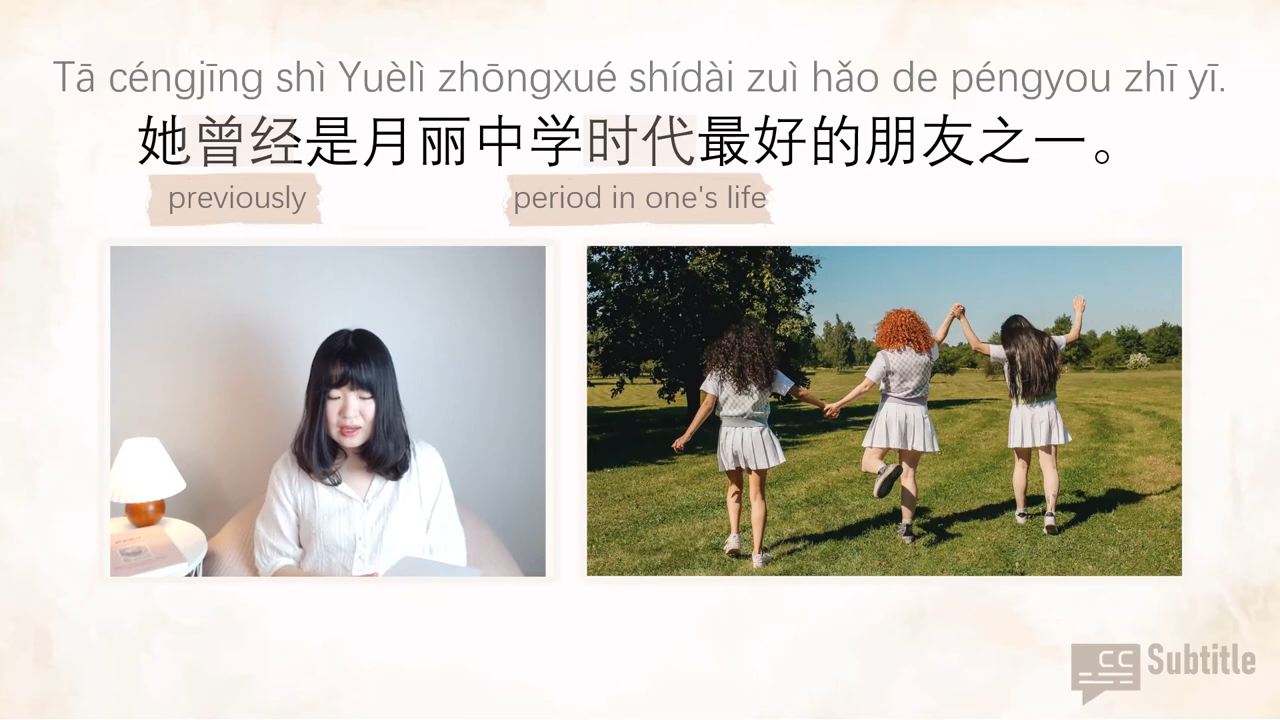 Tā céngjīng shì Yuèlì zhōngxué shídài zuì hǎo de péngyou zhī yī.
她曾经是月丽中学时代最好的朋友之一。
previously period in one's life
CC Subtitle